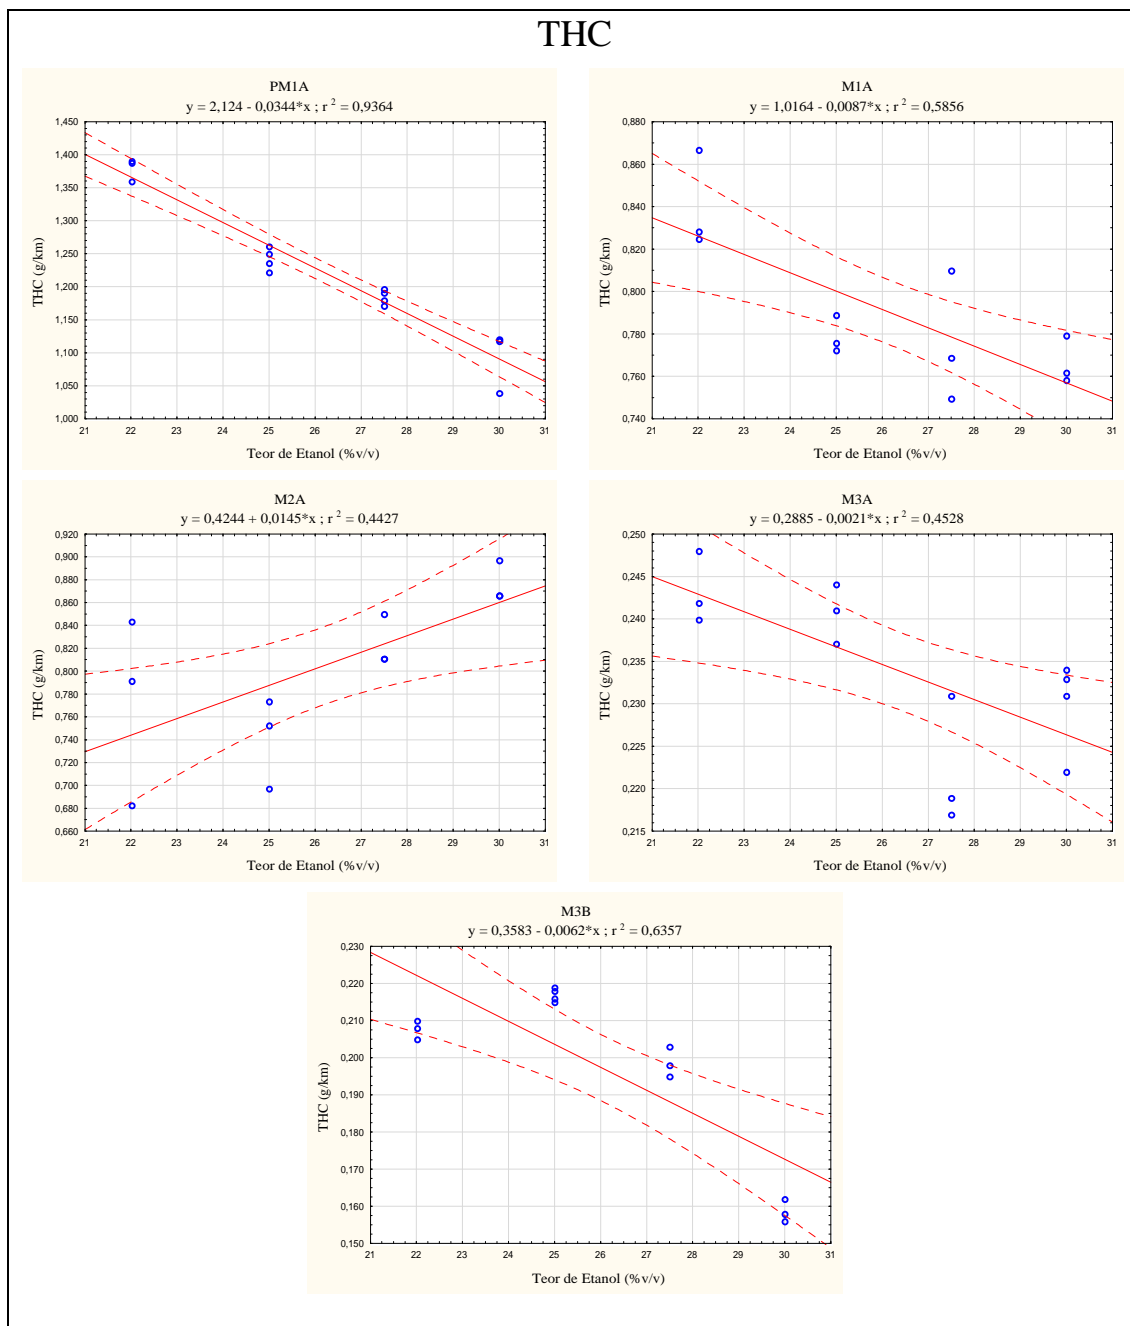 THC
PM1A
y = 2,124 - 0,0344*x ; r 2 = 0,9364
1,450
1,400
1,350
1,300
1,250
1,200
1,150
1,100
1,050
1,000
THC (g/km)
21 22 23 24 25 26 27 28 29 30 31
Teor de Etanol (%v/v)
M1A
y = 1,0164 - 0,0087*x ; r 2 = 0,5856
0,880
0,860
0,840
0,820
0,800
0,780
0,760
0,740
THC (g/km)
21 22 23 24 25 26 27 28 29 30 31
Teor de Etanol (%v/v)
M2A
y = 0,4244 + 0,0145*x ; r 2 = 0,4427
0,920
0,900
0,880
0,860
0,840
0,820
0,800
0,780
0,760
0,740
0,720
0,700
0,680
0,660
THC (g/km)
21 22 23 24 25 26 27 28 29 30 31
Teor de Etanol (%v/v)
M3A
y = 0,2885 - 0,0021*x ; r 2 = 0,4528
0,250
0,245
0,240
0,235
0,230
0,225
0,220
0,215
THC (g/km)
21 22 23 24 25 26 27 28 29 30 31
Teor de Etanol (%v/v)
M3B
y = 0,3583 - 0,0062*x ; r 2 = 0,6357
0,230
0,220
0,210
0,200
0,190
0,180
0,170
0,160
0,150
THC (g/km)
21 22 23 24 25 26 27 28 29 30 31
Teor de Etanol (%v/v)